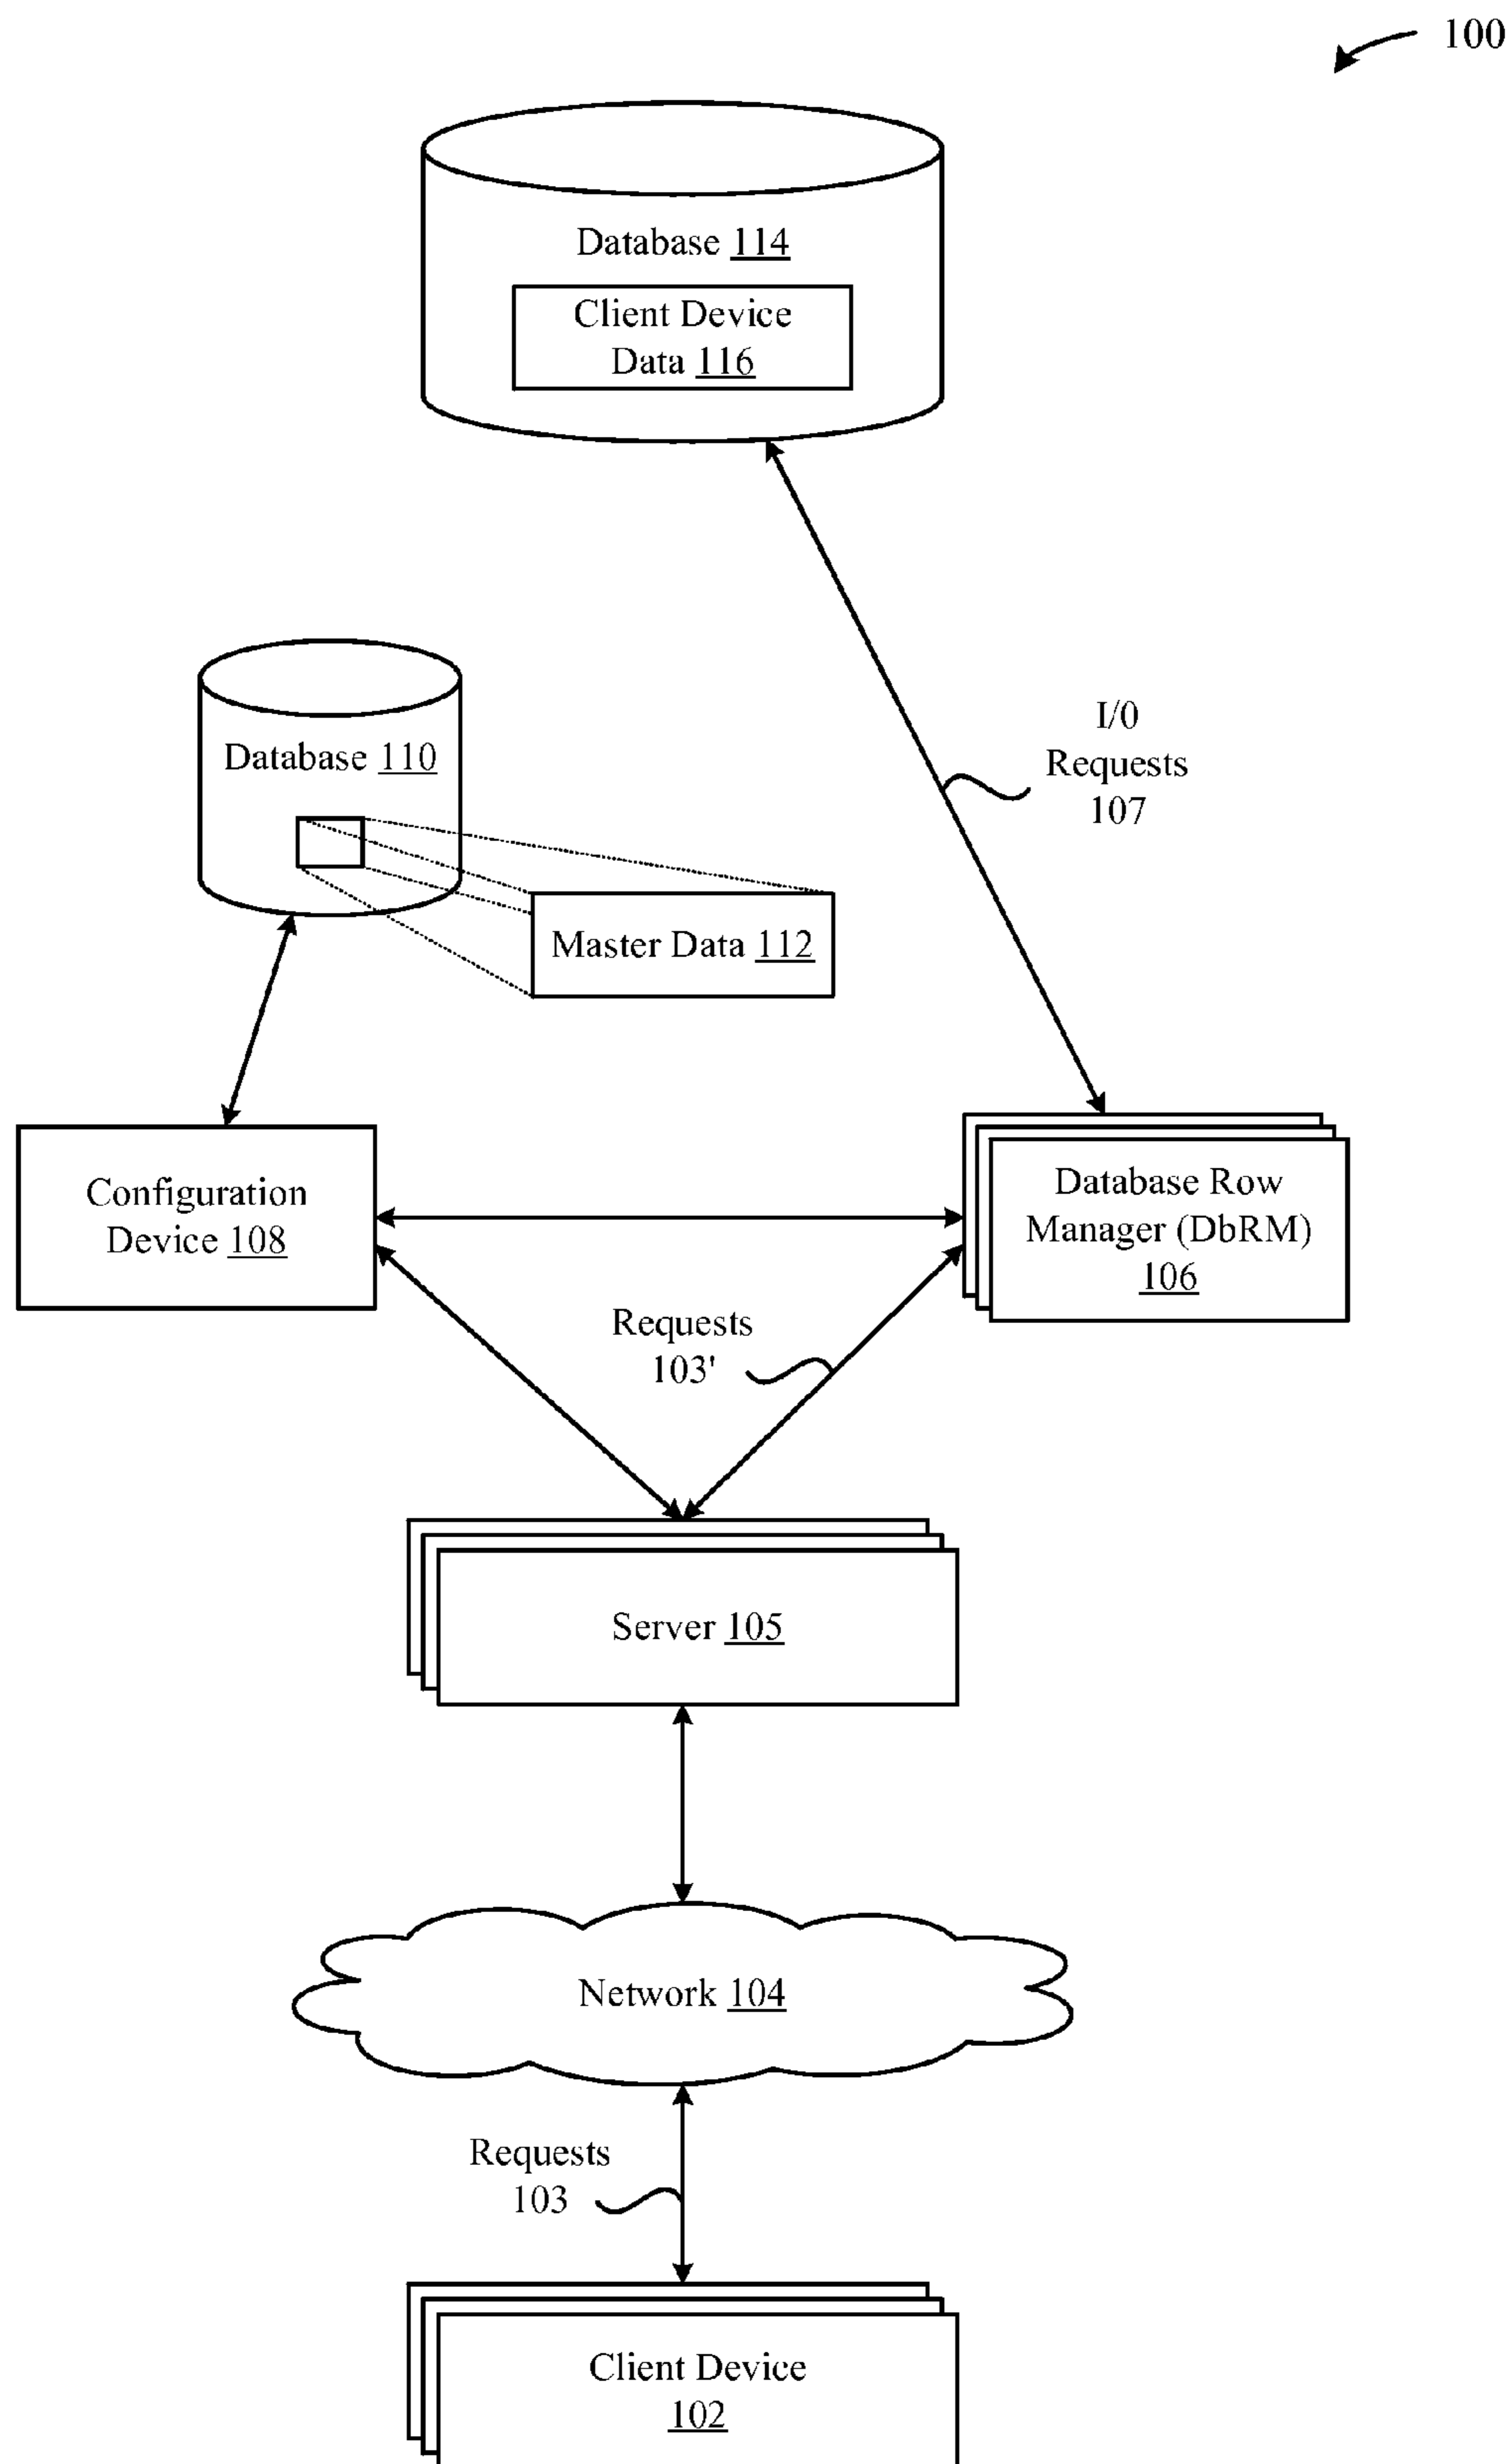 100
Database 114
Client Device
Data 116
I/0
Requests
107
Database 110
Master Data 112
Configuration
Device 108
Database Row
Manager (DbRM)
106
Requests
103'
Server 105
Network 104
Requests
103
Client Device
102